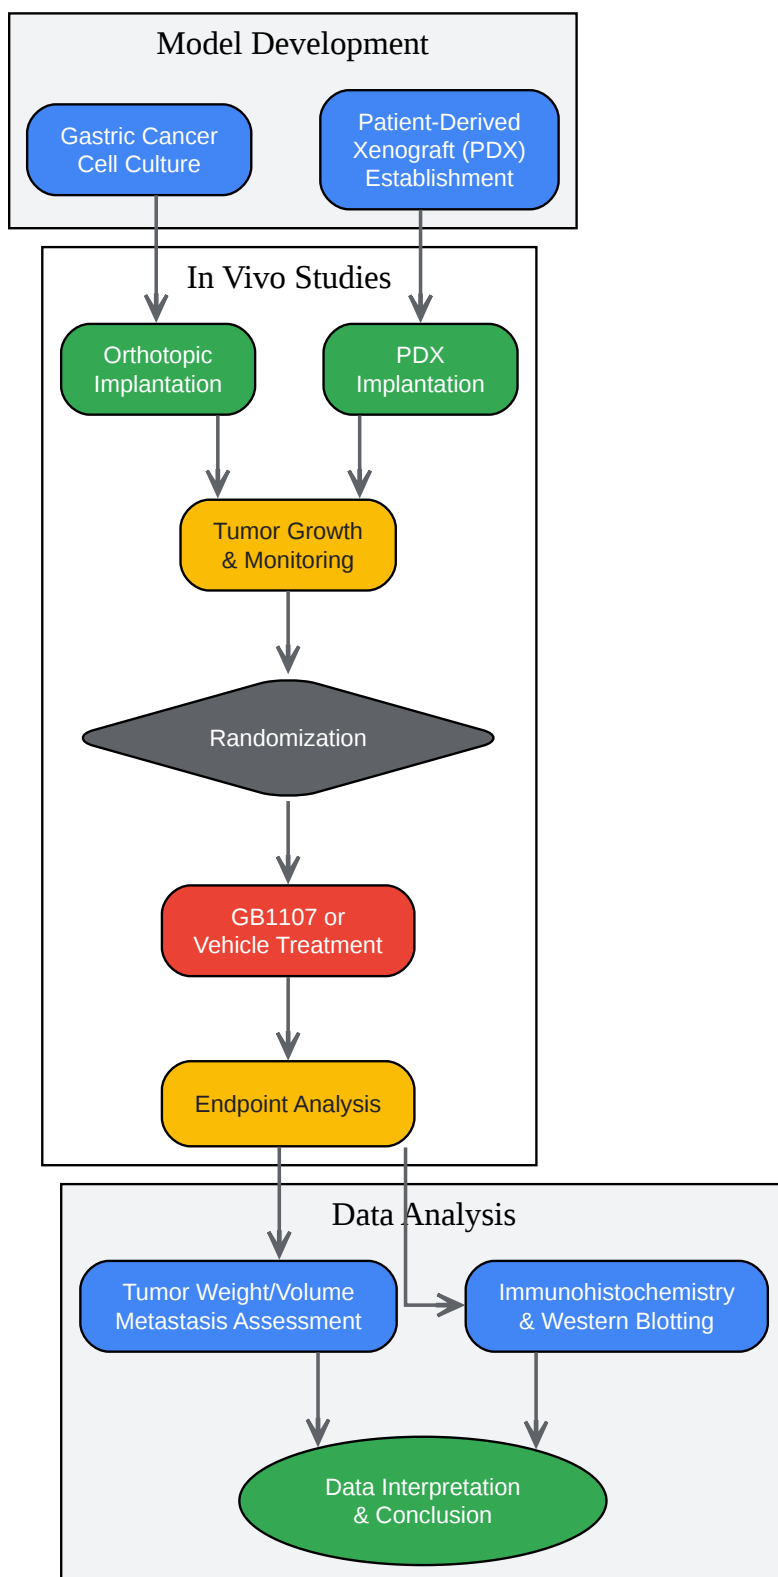 Model Development
Gastric Cancer
Cell Culture
Patient-Derived
Xenograft (PDX)
Establishment
In Vivo Studies
Orthotopic
Implantation
PDX
Implantation
Tumor Growth
& Monitoring
Randomization
GB1107 or
Vehicle Treatment
Endpoint Analysis
Data Analysis
Tumor Weight/Volume
Metastasis Assessment
Immunohistochemistry
& Western Blotting
Data Interpretation
& Conclusion